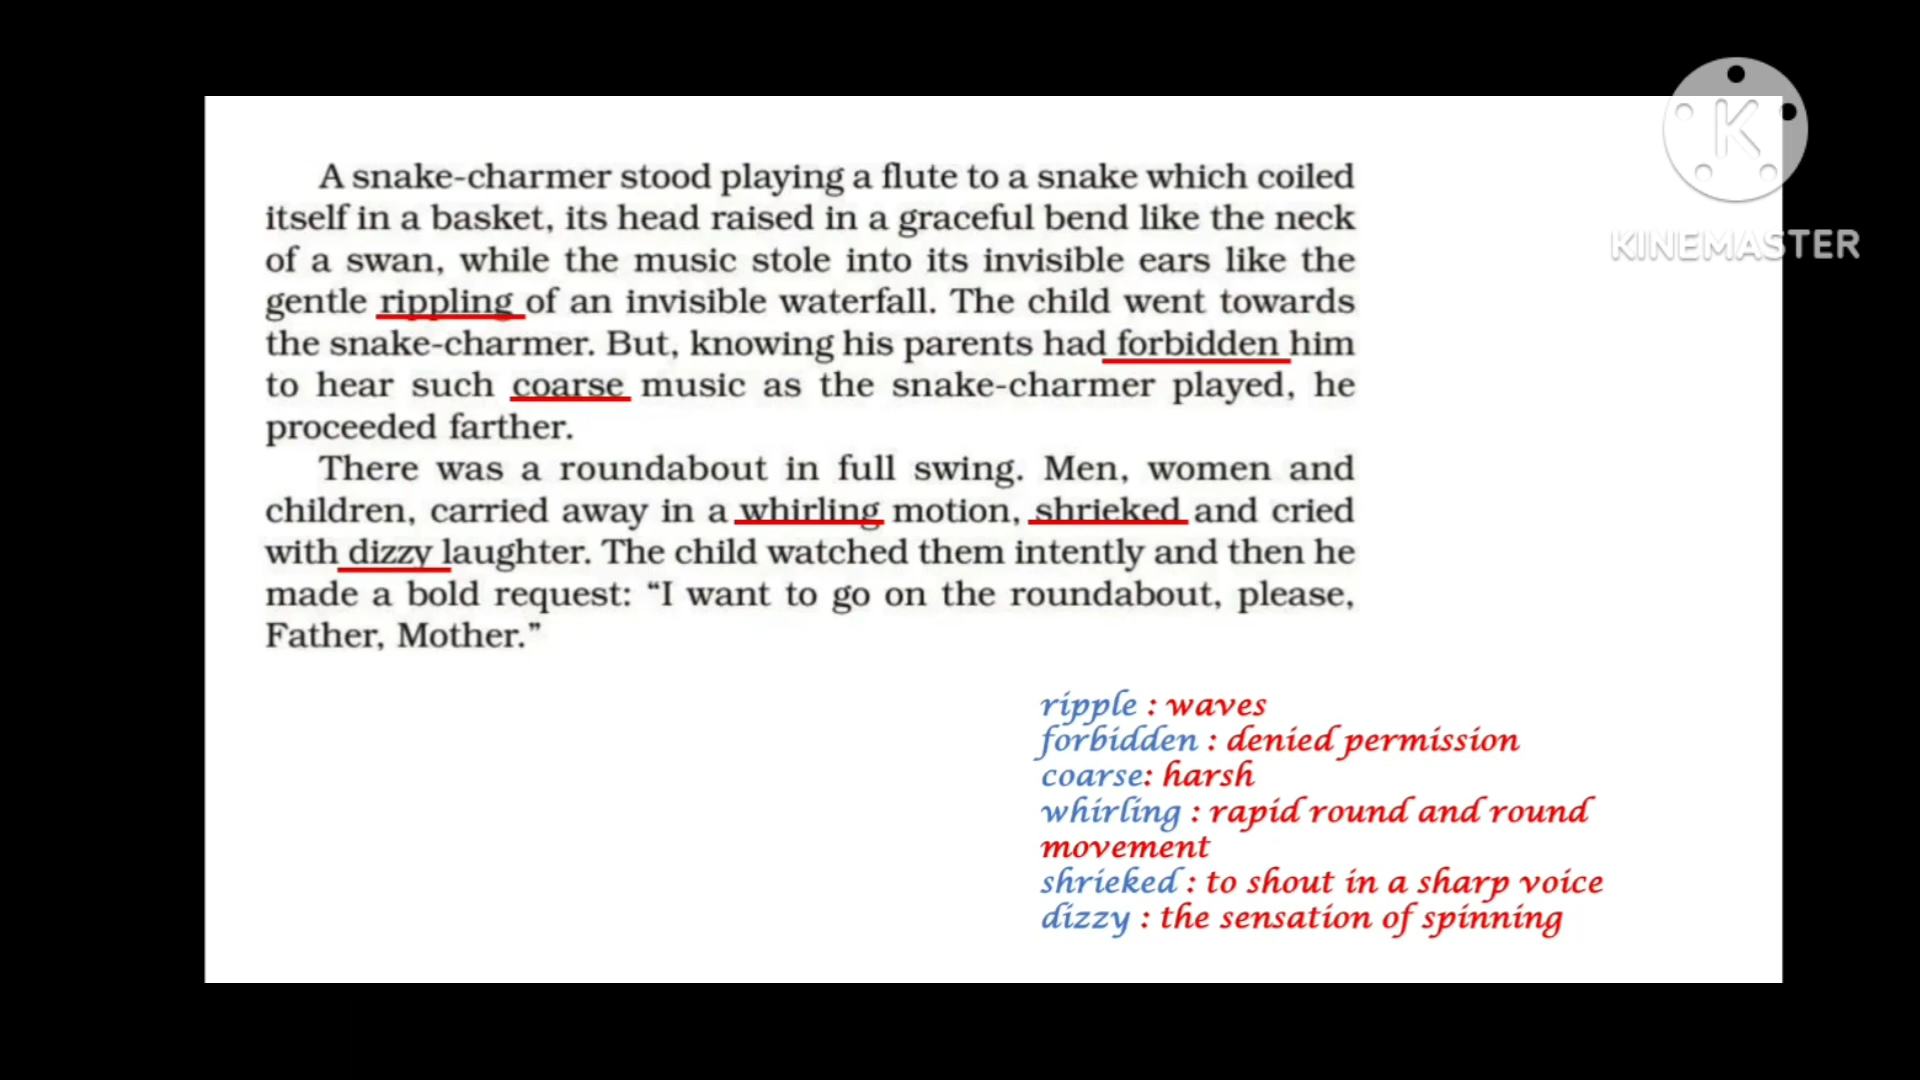 A snake-charmer stood playing a flute to a snake which coiled
itself in a basket, its head raised in a graceful bend like the neck
of a swan, while the music stole into its invisible ears like the
gentle rippling of an invisible waterfall. The child went towards
the snake-charmer. But, knowing his parents had forbidden him
to hear such coarse music as the snake-charmer played, he
proceeded farther.
There was a roundabout in full swing. Men, women and
children, carried away in a whirling motion, shrieked and cried
with dizzy laughter. The child watched them intently and then he
made a bold request: “I want to go on the roundabout, please,
Father, Mother.”
ripple : waves
forbidden : denied permission
coarse: harsh
whirling : rapid round and round
movement
shrieked : to shout in a sharp voice
dizzy : the sensation of spinning
K
KINEMASTER